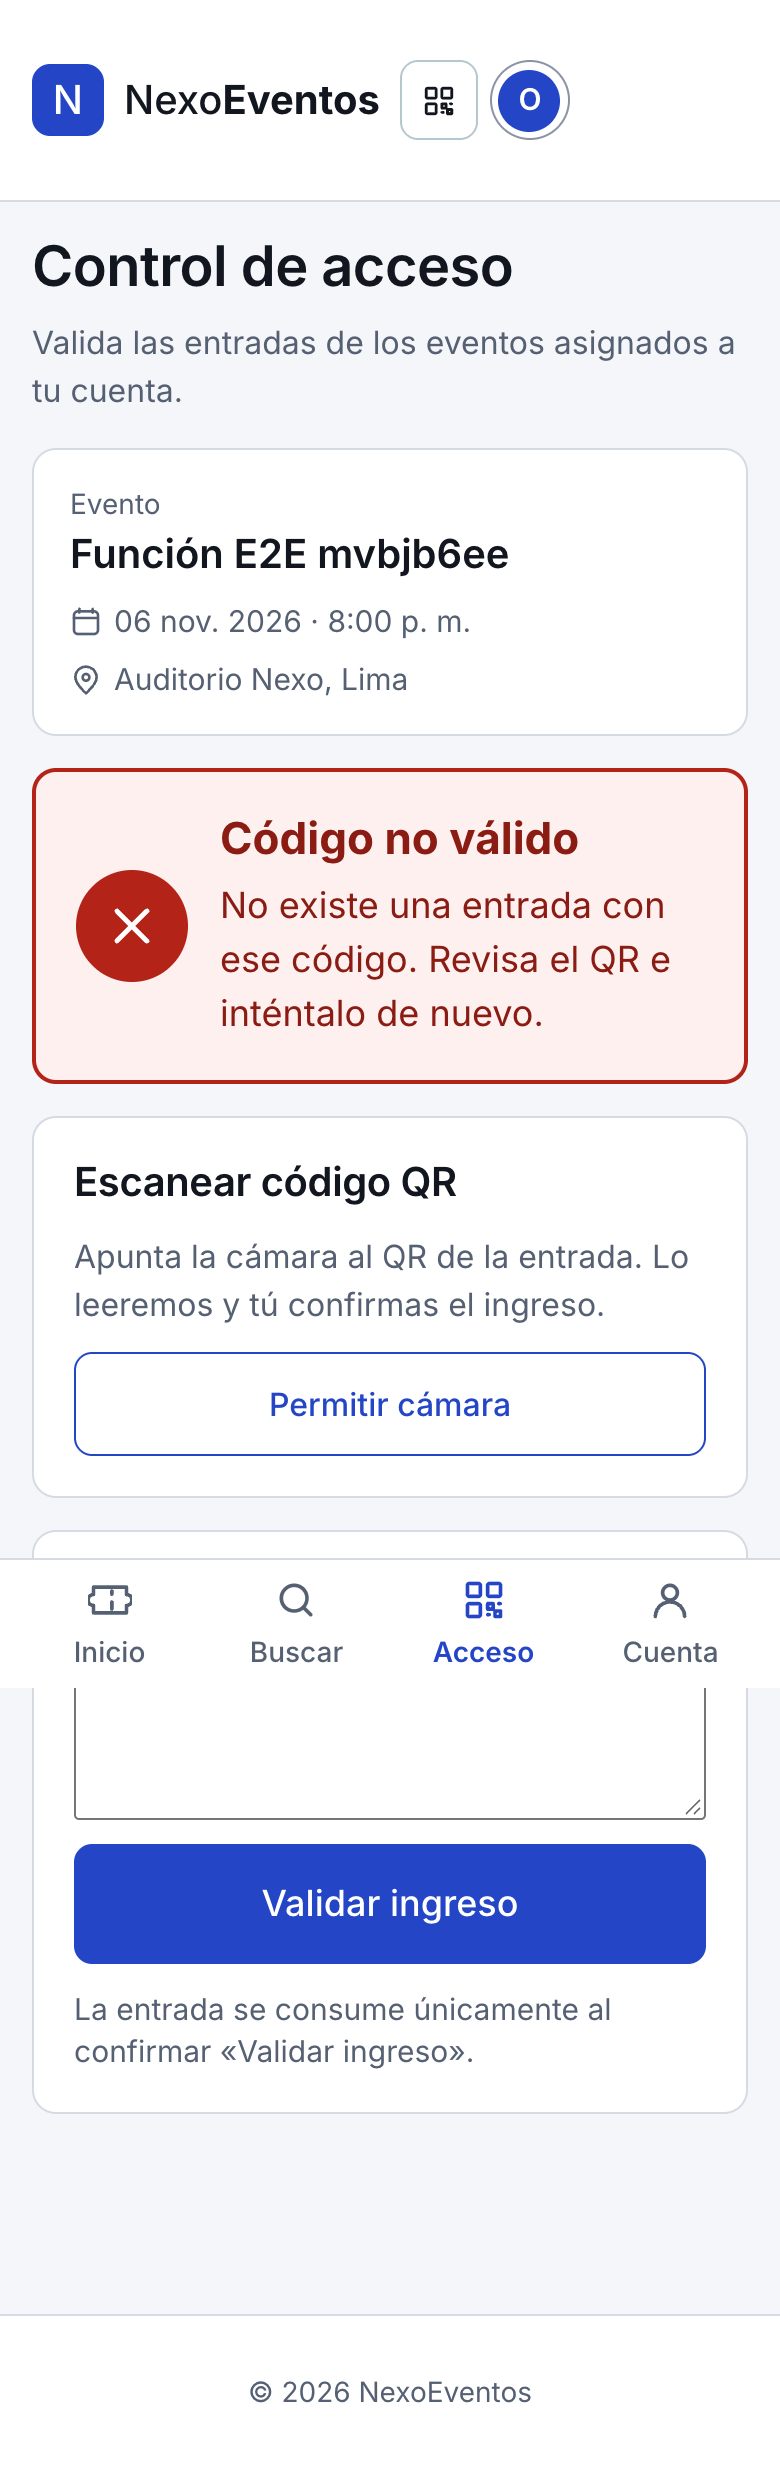 N NexoEventos O
Control de acceso
Valida las entradas de los eventos asignados a
tu cuenta.
Evento
Función E2E mvbjb6ee
06 nov. 2026 · 8:00 p. m.
Auditorio Nexo, Lima
Código no válido
No existe una entrada con
ese código. Revisa el QR e
inténtalo de nuevo.
Escanear código QR
Apunta la cámara al QR de la entrada. Lo
leeremos y tú confirmas el ingreso.
Permitir cámara
Inicio Buscar Acceso Cuenta
Validar ingreso
La entrada se consume únicamente al
confirmar «Validar ingreso».
© 2026 NexoEventos